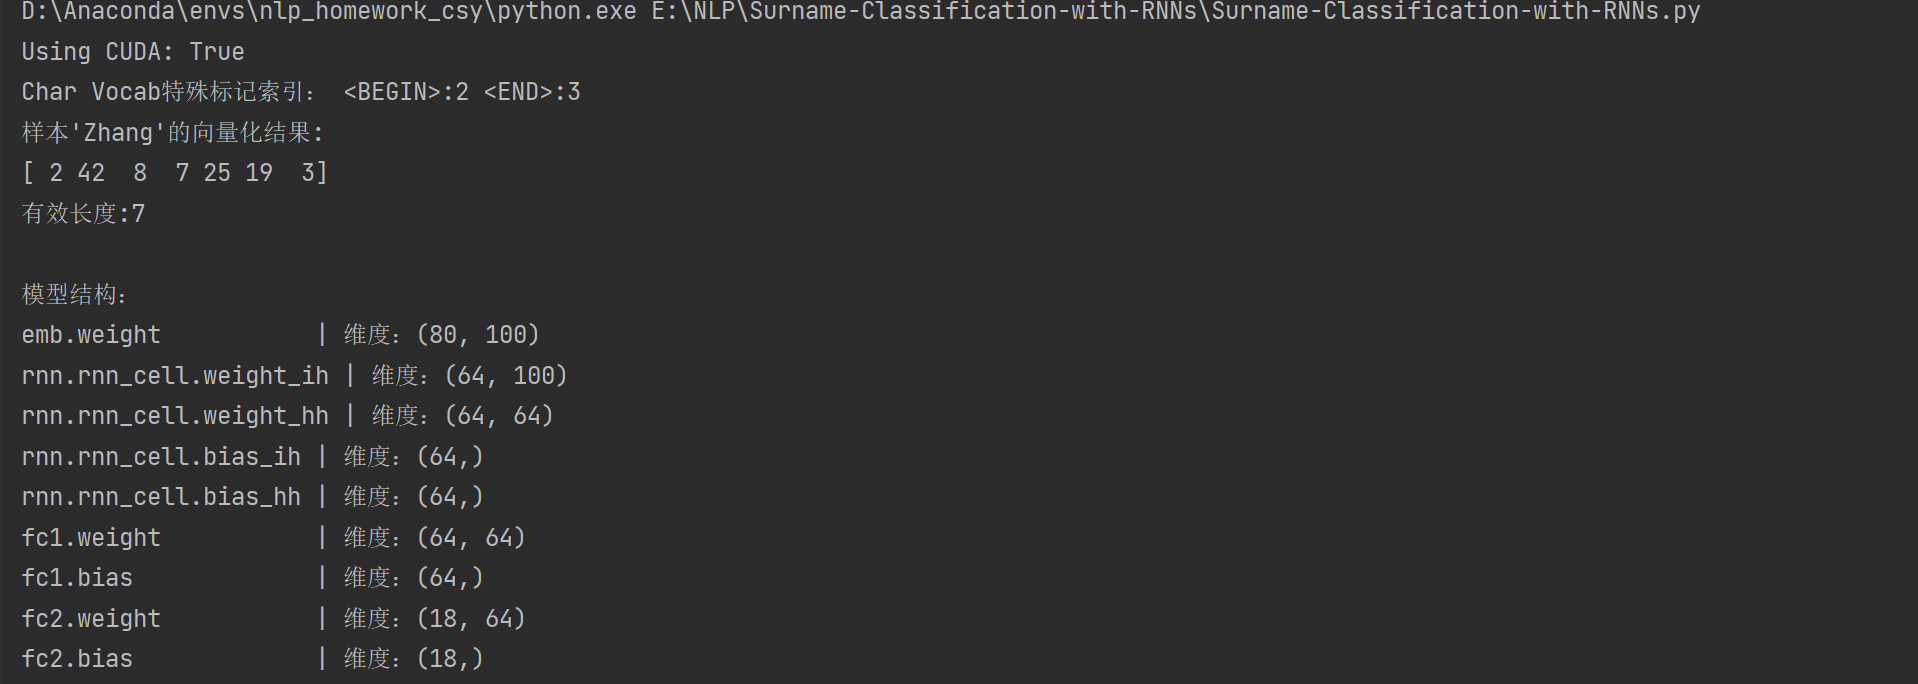 D:\Anaconda\envs\nlp_homework_csy\python.exe E:\NLP\Surname-Classification-with-RNNs\Surname-Classification-with-RNNs.py
Using CUDA: True
Char Vocab特殊标记索引： <BEGIN>:2 <END>:3
样本'Zhang'的向量化结果:
[ 2 42  8  7 25 19  3]
有效长度:7
模型结构：
emb.weight           | 维度：(80, 100)
rnn.rnn_cell.weight_ih | 维度：(64, 100)
rnn.rnn_cell.weight_hh | 维度：(64, 64)
rnn.rnn_cell.bias_ih | 维度：(64,)
rnn.rnn_cell.bias_hh | 维度：(64,)
fc1.weight           | 维度：(64, 64)
fc1.bias             | 维度：(64,)
fc2.weight           | 维度：(18, 64)
fc2.bias             | 维度：(18,)